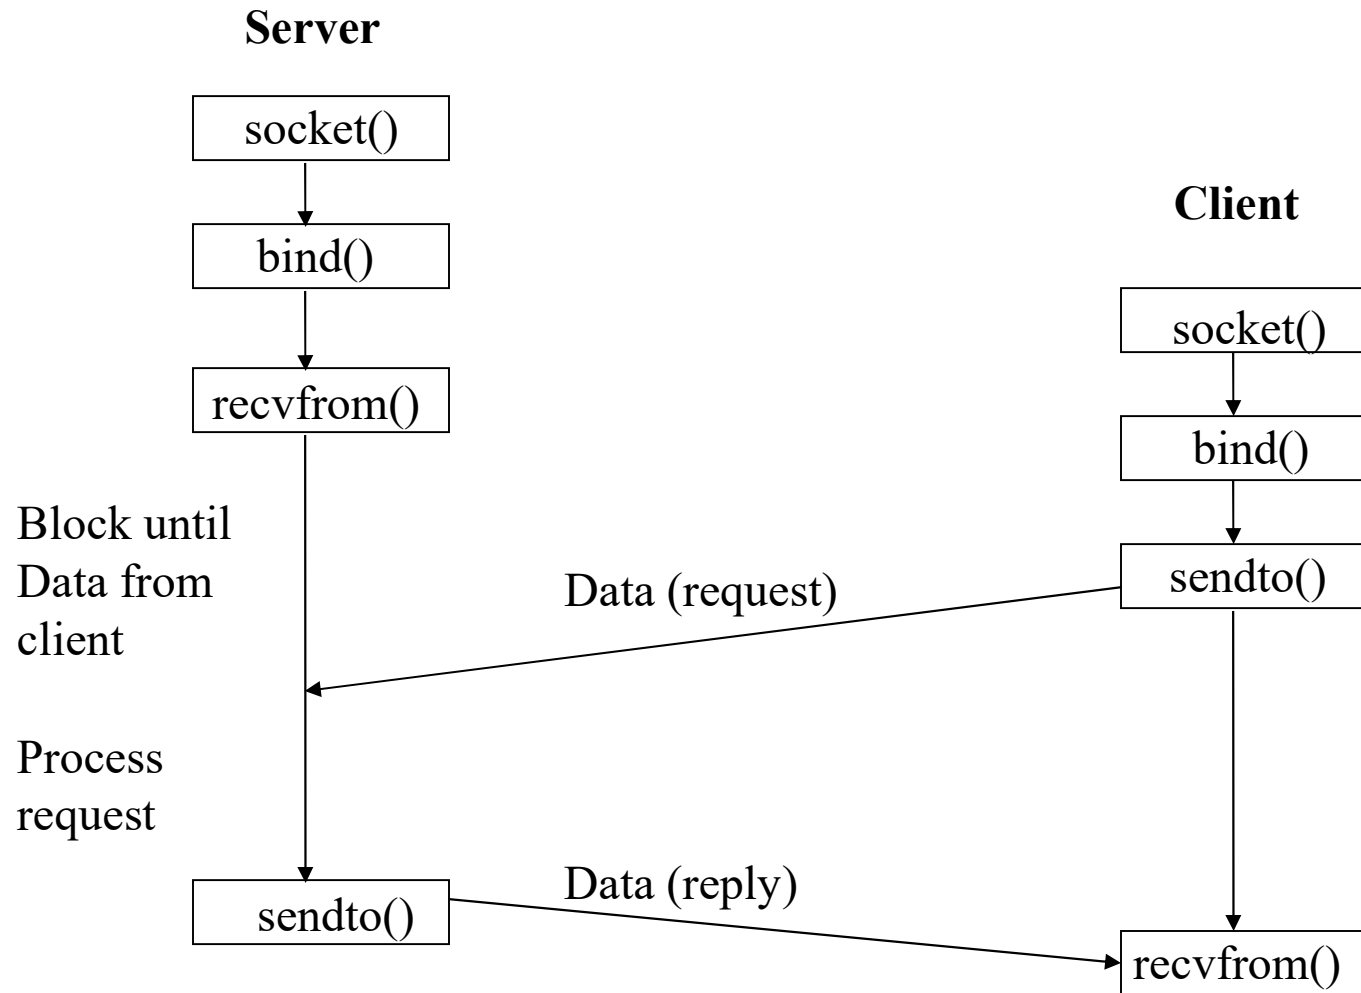 Server
socket()
bind()
recvfrom()
Block until
Data from
client
Process
request
sendto()
Client
socket()
bind()
sendto()
Data (request)
Data (reply)
recvfrom()